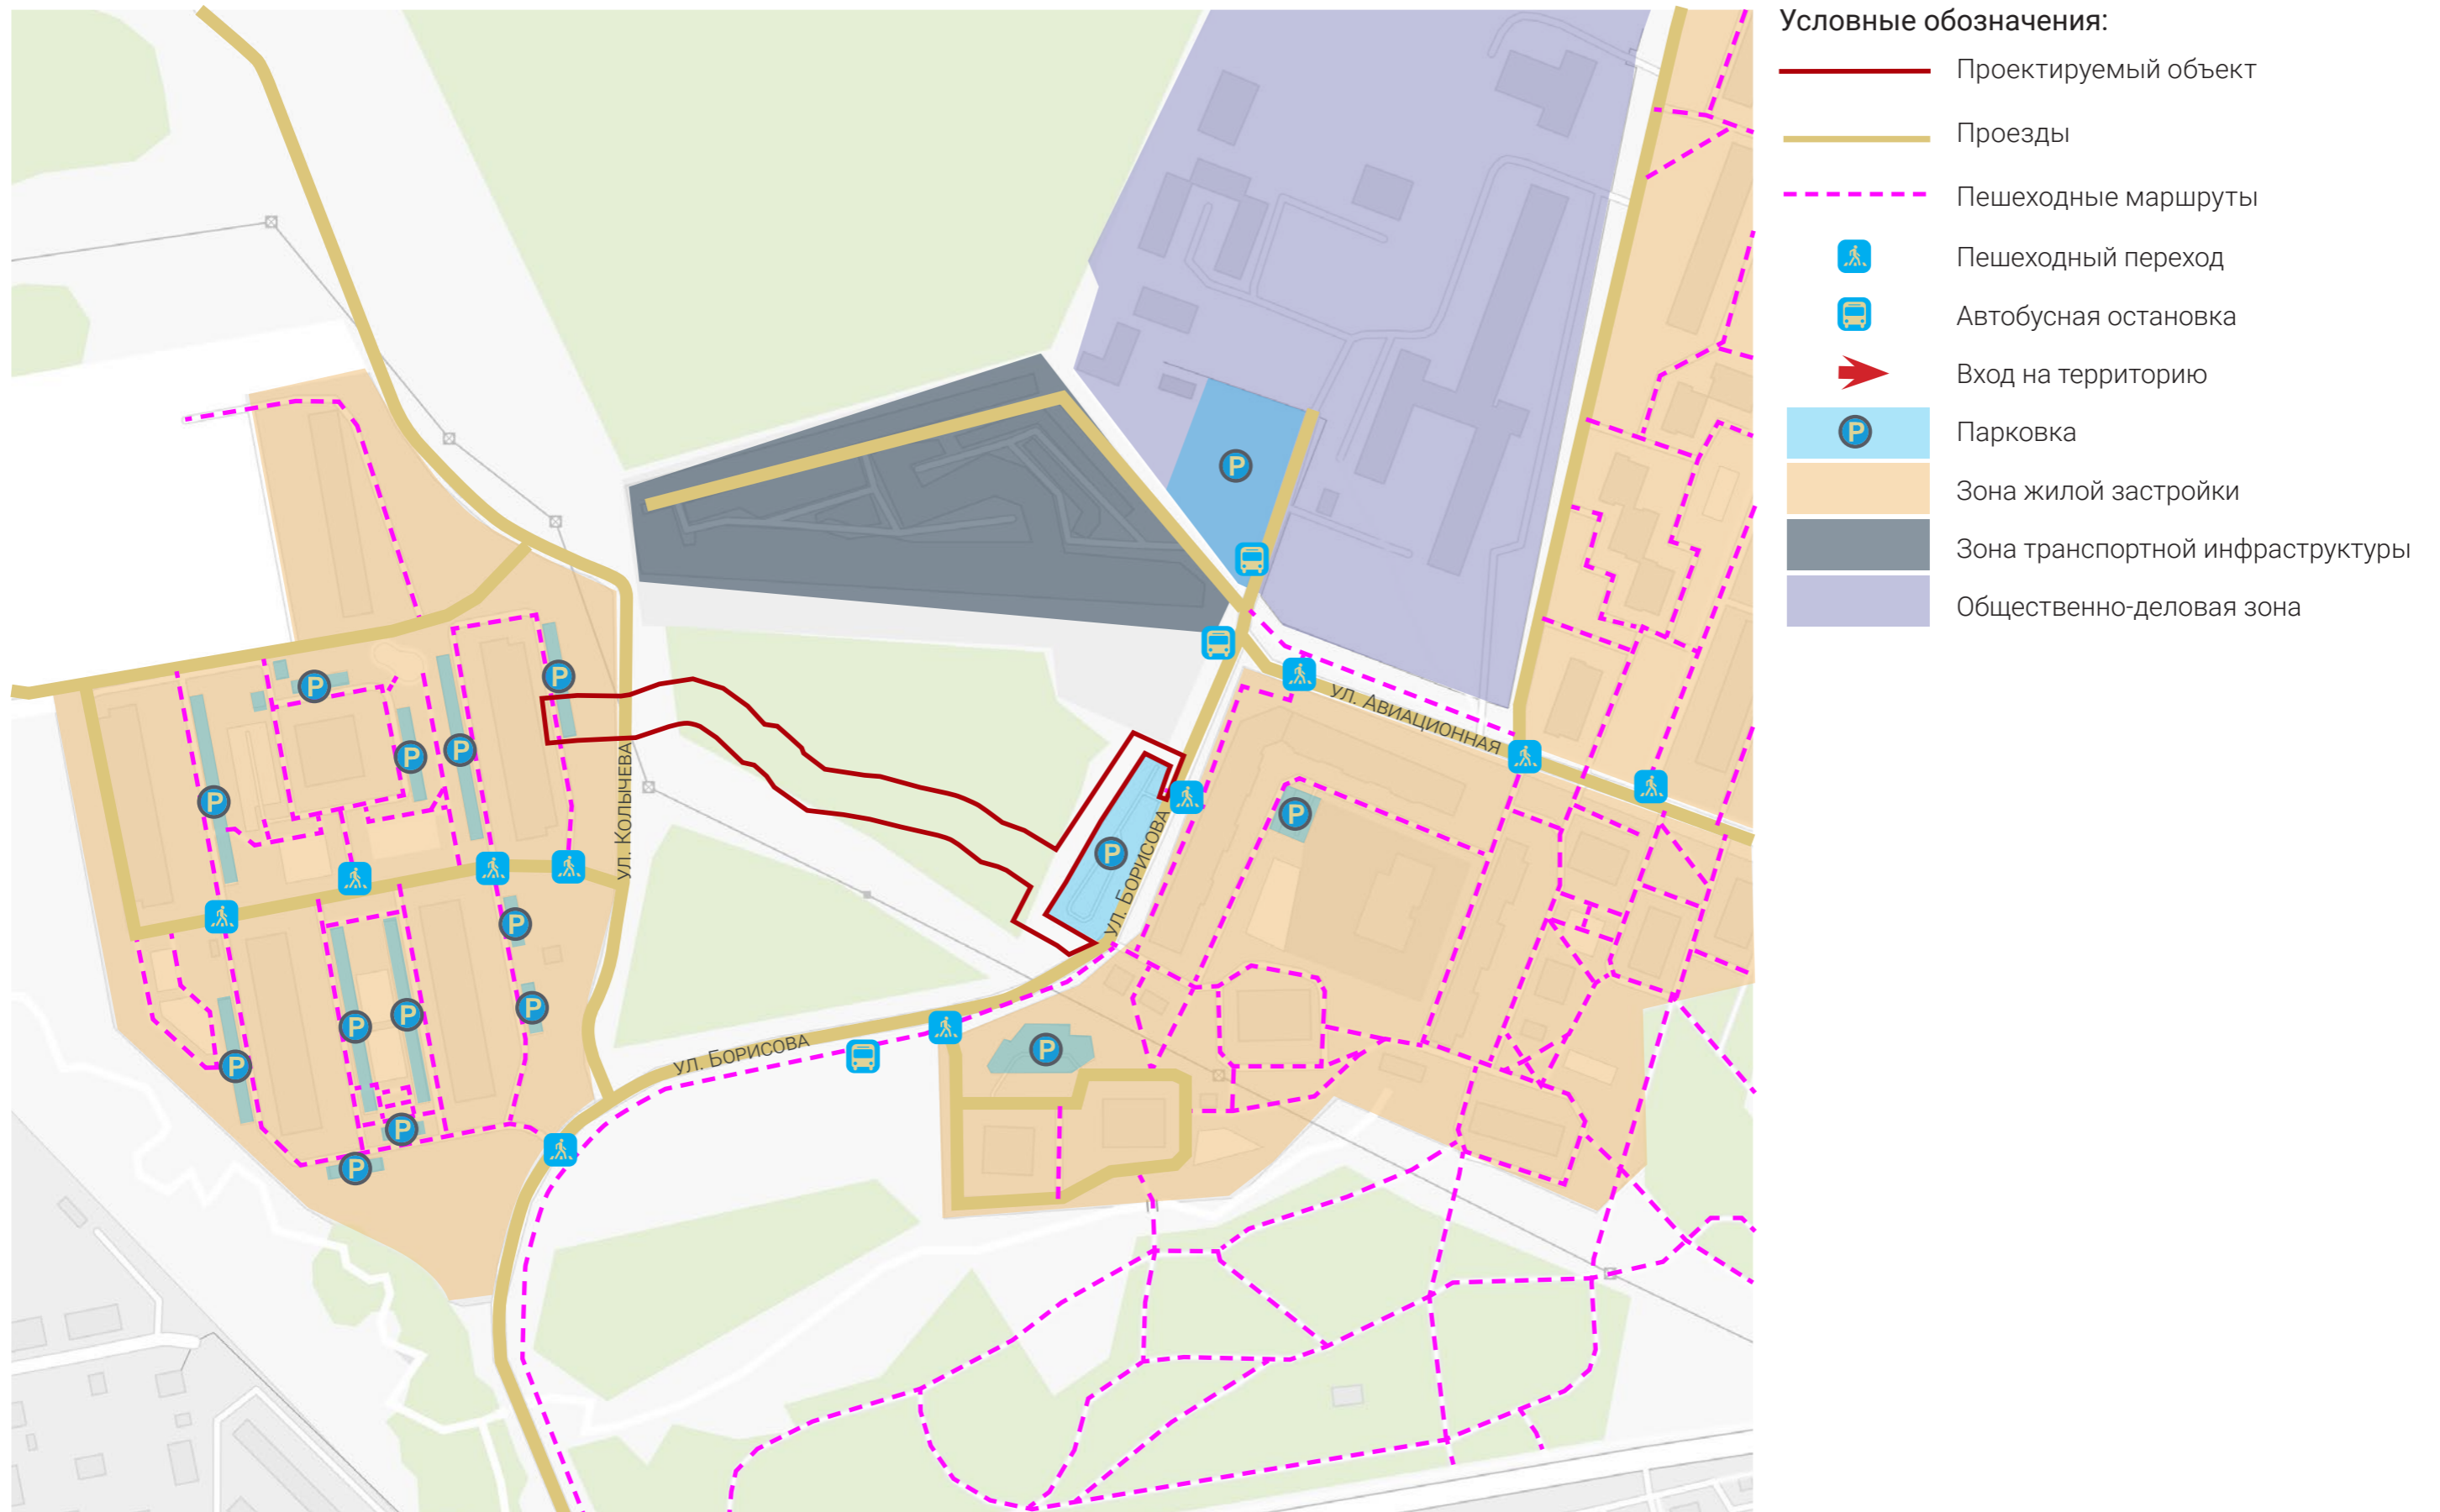 Условные обозначения:
Проектируемый объект
Проезды
Пешеходные маршруты
Пешеходный переход
Автобусная остановка
Вход на территорию
P Парковка
Зона жилой застройки
Зона транспортной инфраструктуры
Общественно-деловая зона
P
ул. Авиационная
P
P
P
P
P
P
ул. Колычева
P
P
ул. Борисова
P
P
P
P
P
ул. Борисова
P
P
P